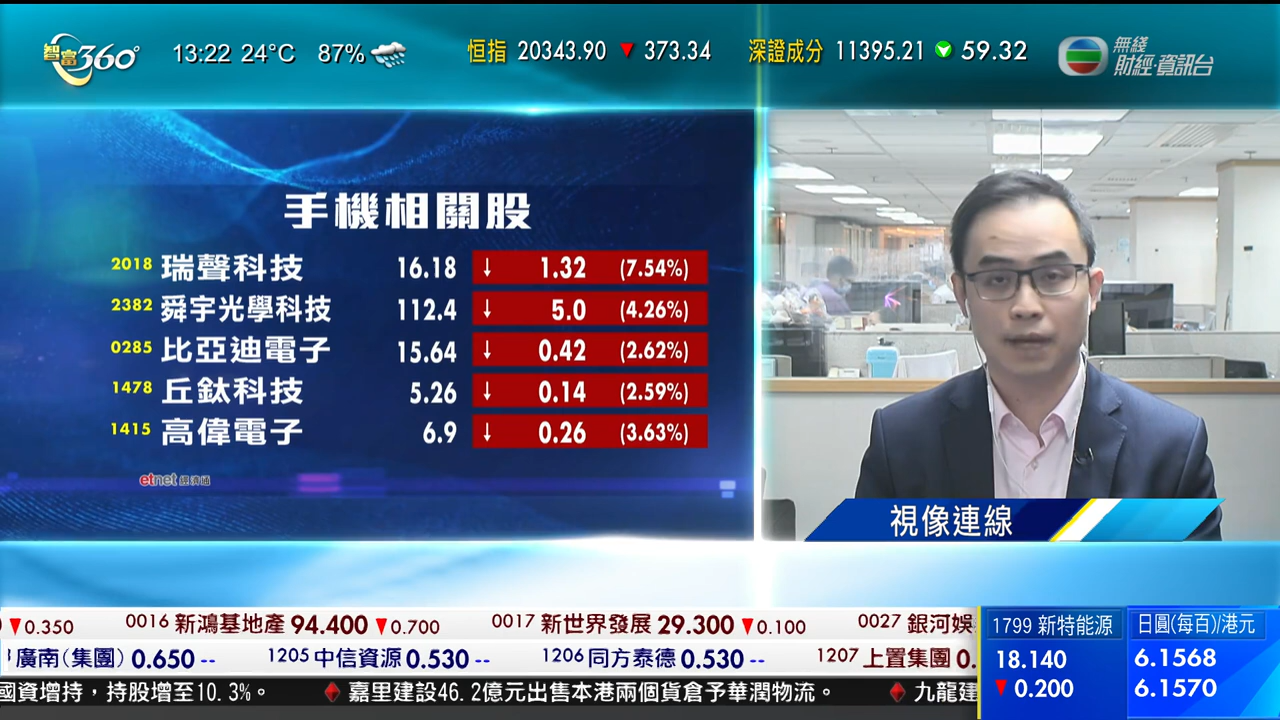 智富360°
13:22 24°C 87%
恒指 20343.90 ▼ 373.34
深證成分 11395.21 59.32
無綫
財經·資訊台
手機相關股
2018 瑞聲科技 16.18 ↓ 1.32 (7.54%)
2382 舜宇光學科技 112.4 ↓ 5.0 (4.26%)
0285 比亞迪電子 15.64 ↓ 0.42 (2.62%)
1478 丘鈦科技 5.26 ↓ 0.14 (2.59%)
1415 高偉電子 6.9 ↓ 0.26 (3.63%)
etnet 經濟通
視像連線
▼0.350 0016 新鴻基地產 94.400 ▼0.700 0017 新世界發展 29.300 ▼0.100 0027 銀河娛
廣南(集團) 0.650 -- 1205 中信資源 0.530 -- 1206 同方泰德 0.530 -- 1207 上置集團 0.
國資增持，持股增至10.3%。 ♦ 嘉里建設46.2億元出售本港兩個貨倉予華潤物流。 ♦ 九龍建
1799 新特能源
18.140
▼ 0.200
日圓(每百)/港元
6.1568
6.1570